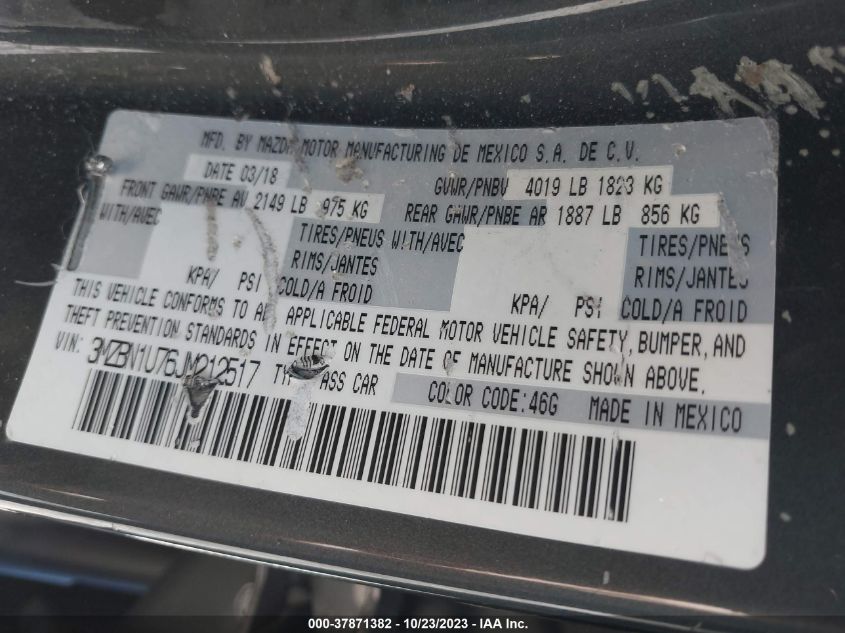 MFD. BY MAZDA MOTOR MANUFACTURING DE MEXICO S.A. DE C.V.
DATE 03/18 GVWR/PNBV 4019 LB 1823 KG
FRONT GAWR/PNBE AV 2149 LB 975 KG REAR GAWR/PNBE AR 1887 LB 856 KG
WITH/AVEC TIRES/PNEUS WITH/AVEC TIRES/PNEUS
RIMS/JANTES RIMS/JANTES
KPA/ PSI COLD/A FROID KPA/ PSI COLD/A FROID
THIS VEHICLE CONFORMS TO APPLICABLE FEDERAL MOTOR VEHICLE SAFETY, BUMPER, AND
THEFT PREVENTION STANDARDS IN EFFECT ON THE DATE OF MANUFACTURE SHOWN ABOVE.
VIN: 3MZBN1U76JM212517 ASS CAR COLOR CODE:46G MADE IN MEXICO
000-37871382 - 10/23/2023 - IAA Inc.